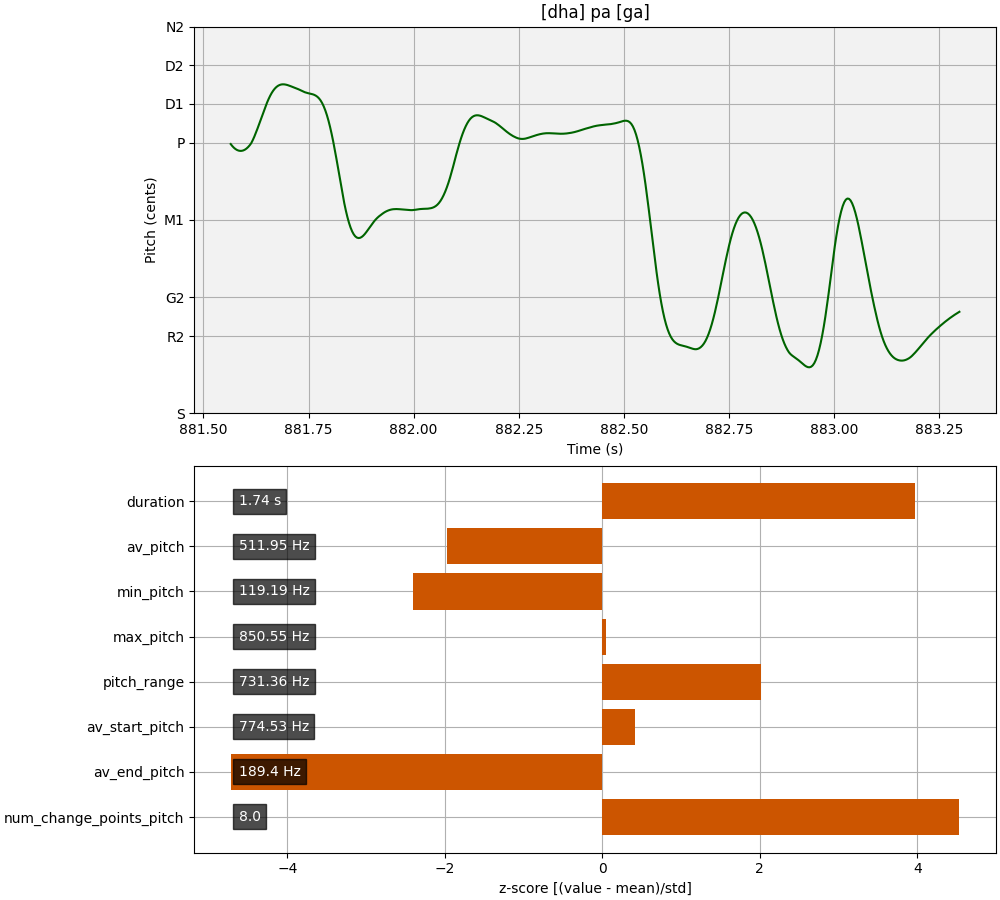 [dha] pa [ga]
N2
D2
D1
P
M1
G2
R2
S
Pitch (cents)
881.50 881.75 882.00 882.25 882.50 882.75 883.00 883.25
Time (s)
duration 1.74 s
av_pitch 511.95 Hz
min_pitch 119.19 Hz
max_pitch 850.55 Hz
pitch_range 731.36 Hz
av_start_pitch 774.53 Hz
av_end_pitch 189.4 Hz
num_change_points_pitch 8.0
−4 −2 0 2 4
z-score [(value - mean)/std]